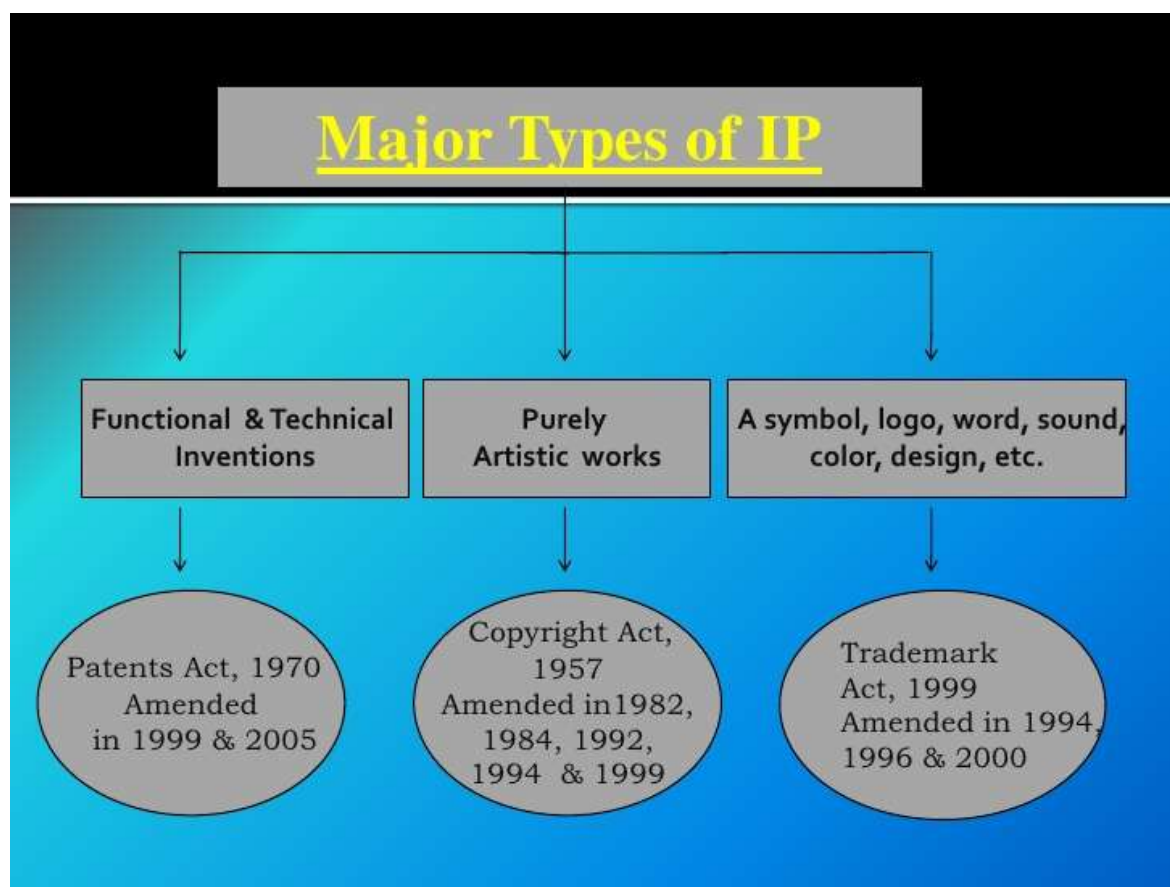 Major Types of IP
Functional & Technical
Inventions
Purely
Artistic works
A symbol, logo, word, sound,
color, design, etc.
Patents Act, 1970
Amended
in 1999 & 2005
Copyright Act,
1957
Amended in1982,
1984, 1992,
1994 & 1999
Trademark
Act, 1999
Amended in 1994,
1996 & 2000